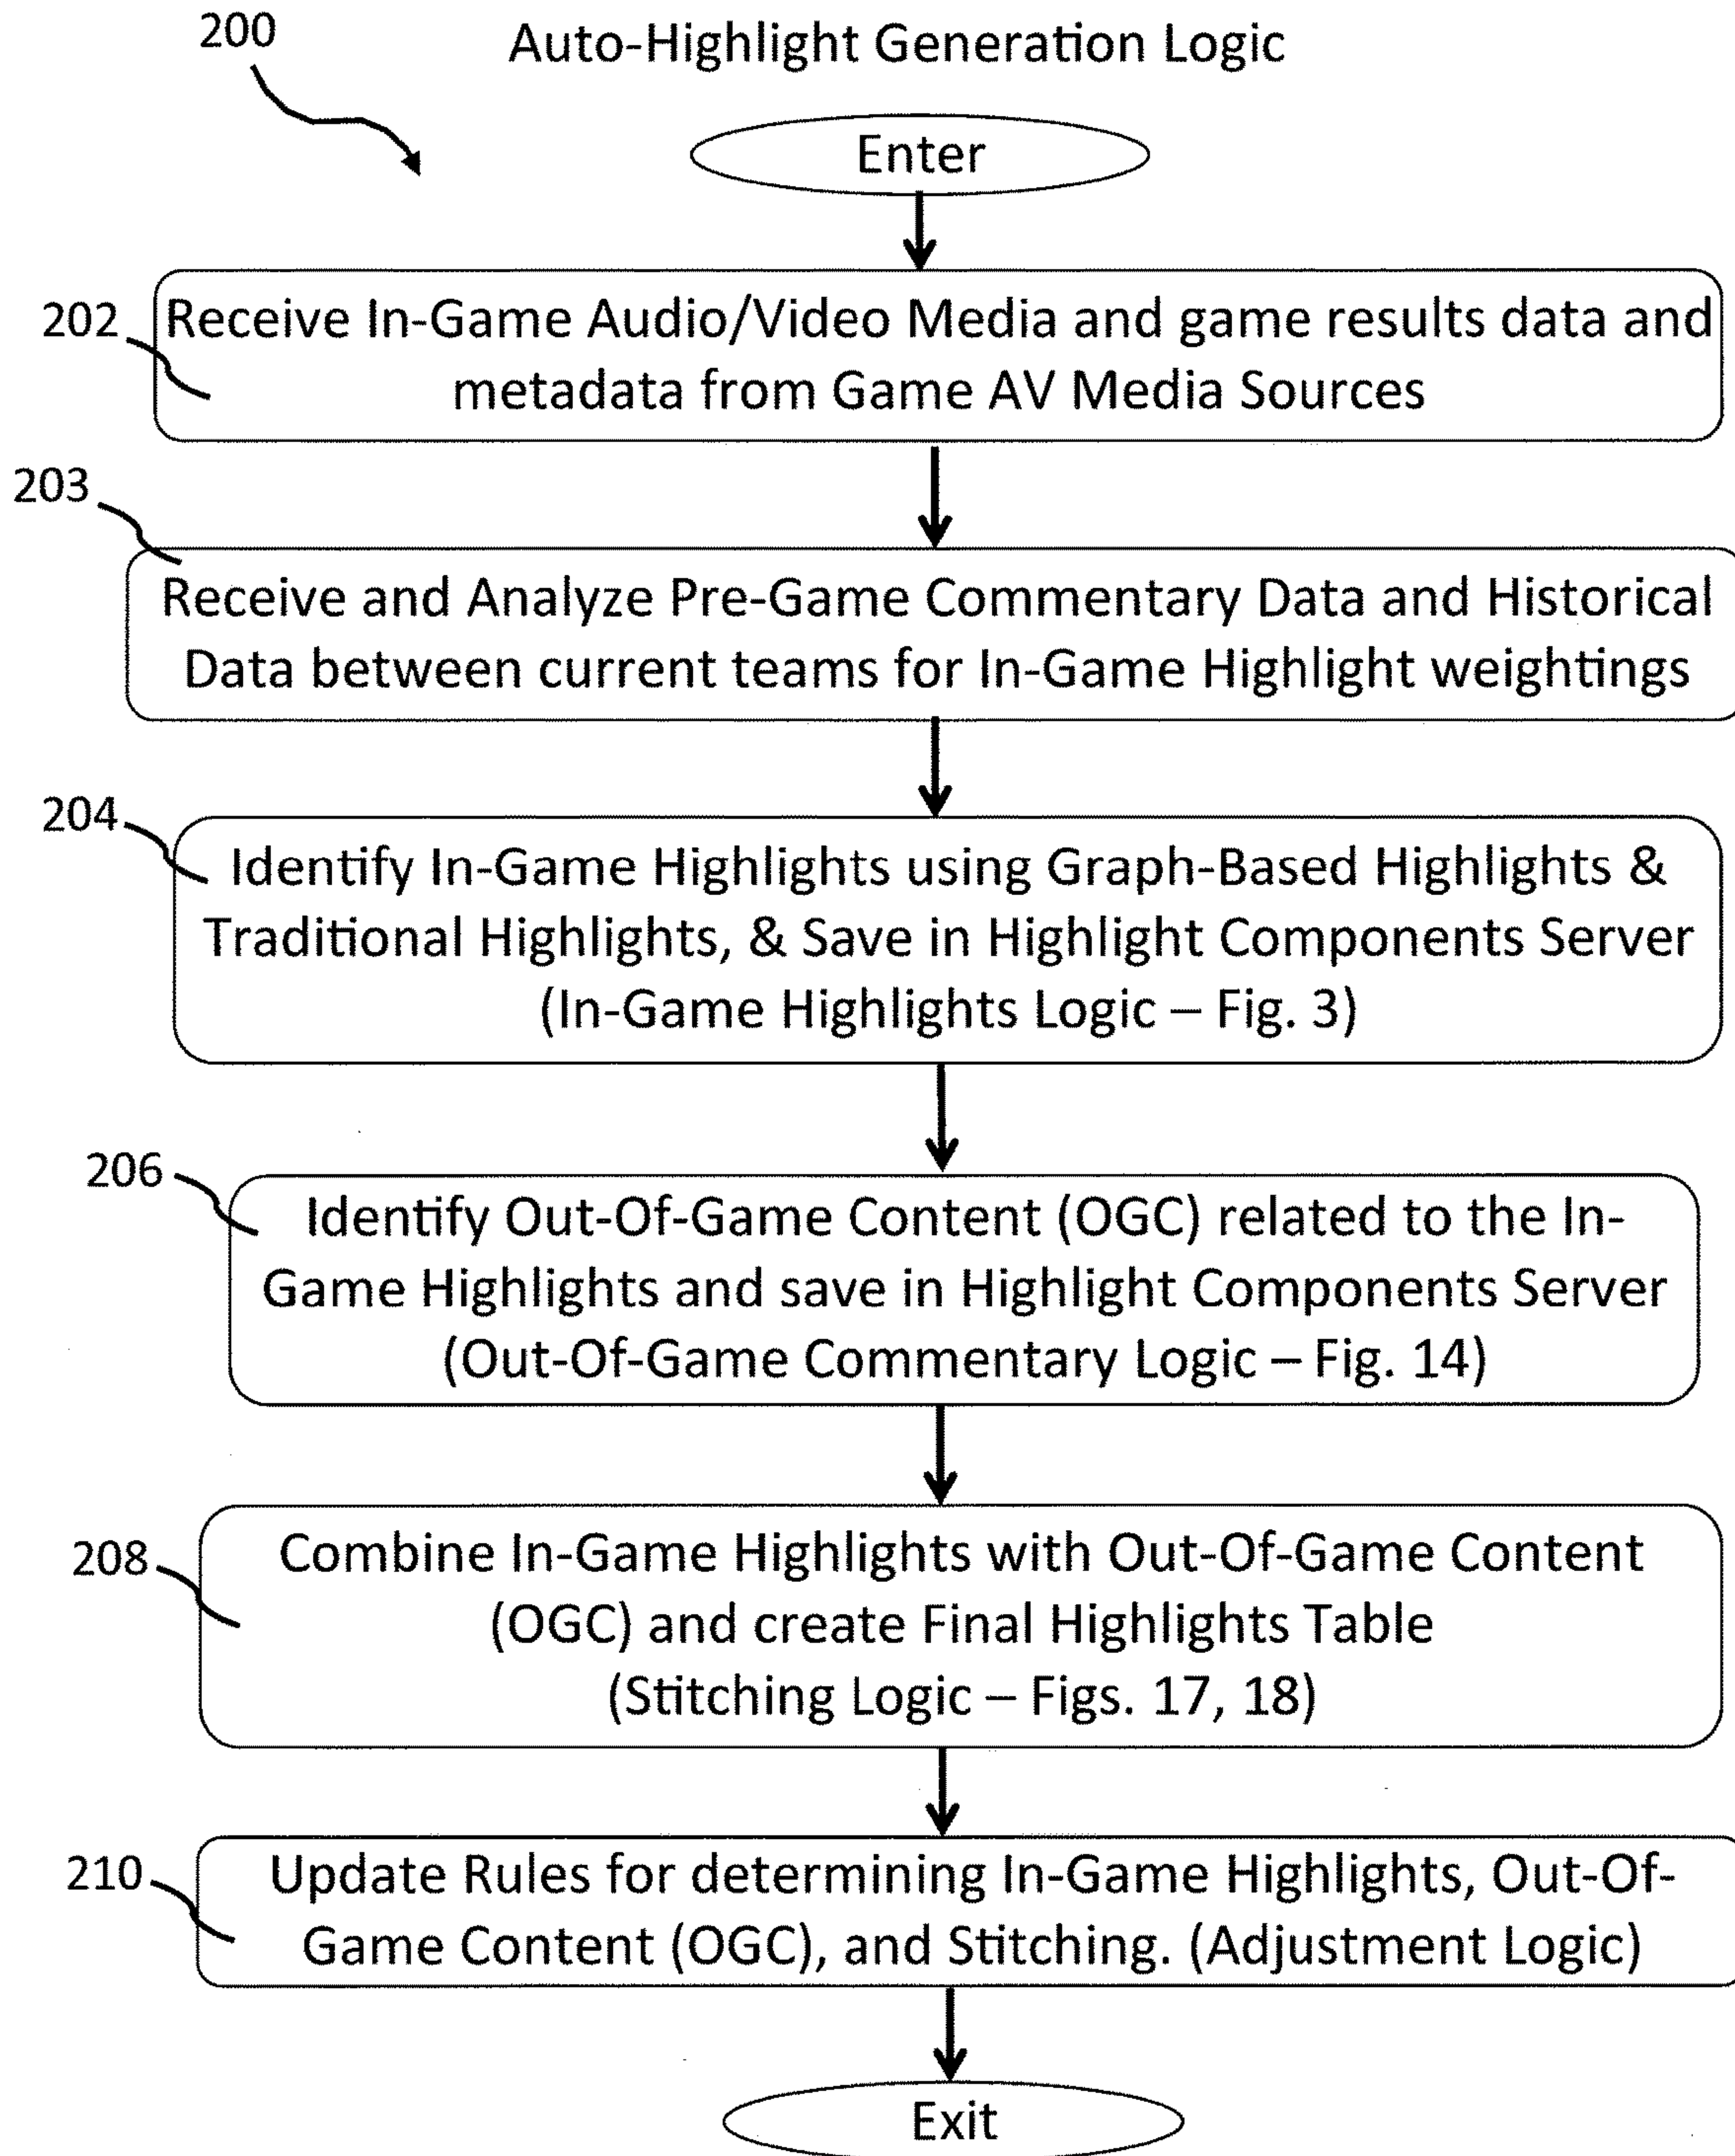 200
Auto-Highlight Generation Logic
Enter
202
Receive In-Game Audio/Video Media and game results data and
metadata from Game AV Media Sources
203
Receive and Analyze Pre-Game Commentary Data and Historical
Data between current teams for In-Game Highlight weightings
204
Identify In-Game Highlights using Graph-Based Highlights &
Traditional Highlights, & Save in Highlight Components Server
(In-Game Highlights Logic – Fig. 3)
206
Identify Out-Of-Game Content (OGC) related to the In-
Game Highlights and save in Highlight Components Server
(Out-Of-Game Commentary Logic – Fig. 14)
208
Combine In-Game Highlights with Out-Of-Game Content
(OGC) and create Final Highlights Table
(Stitching Logic – Figs. 17, 18)
210
Update Rules for determining In-Game Highlights, Out-Of-
Game Content (OGC), and Stitching. (Adjustment Logic)
Exit